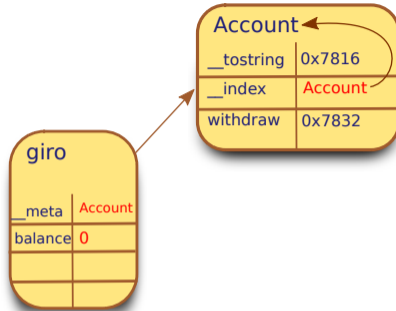 Account
__tostring 0x7816
__index Account
withdraw 0x7832
giro
__meta Account
balance 0